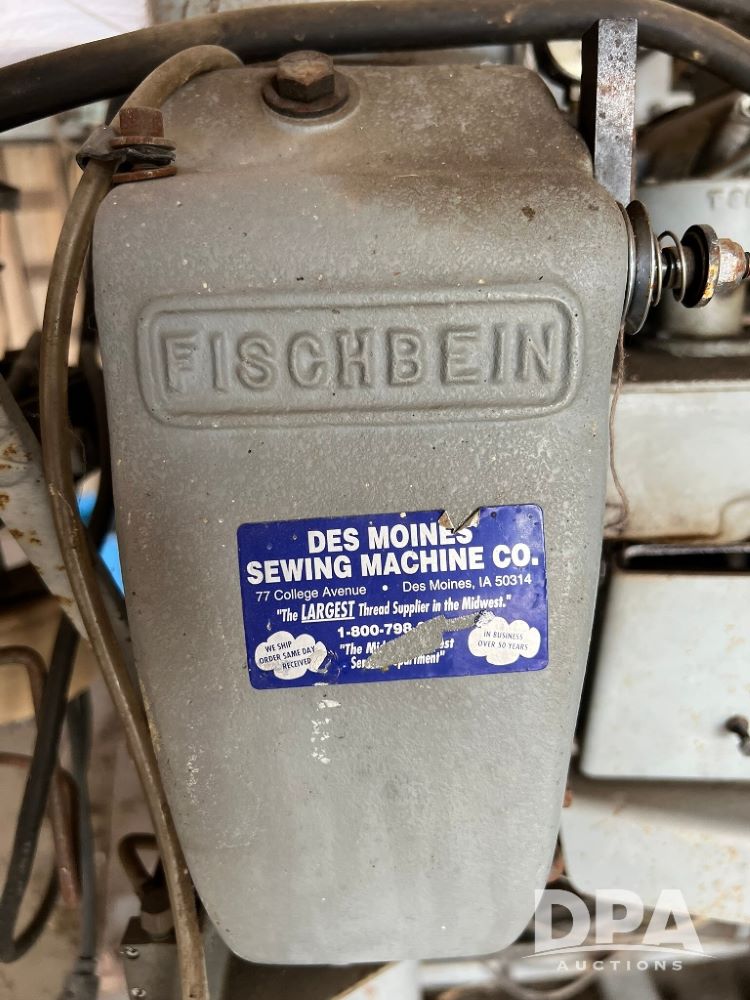 FISCHBEIN
DES MOINES
SEWING MACHINE CO.
77 College Avenue • Des Moines, IA 50314
"The LARGEST Thread Supplier in the Midwest."
1-800-798-
WE SHIP
ORDER SAME DAY
RECEIVED
"The
IN BUSINESS
OVER 50 YEARS
DPA
AUCTIONS